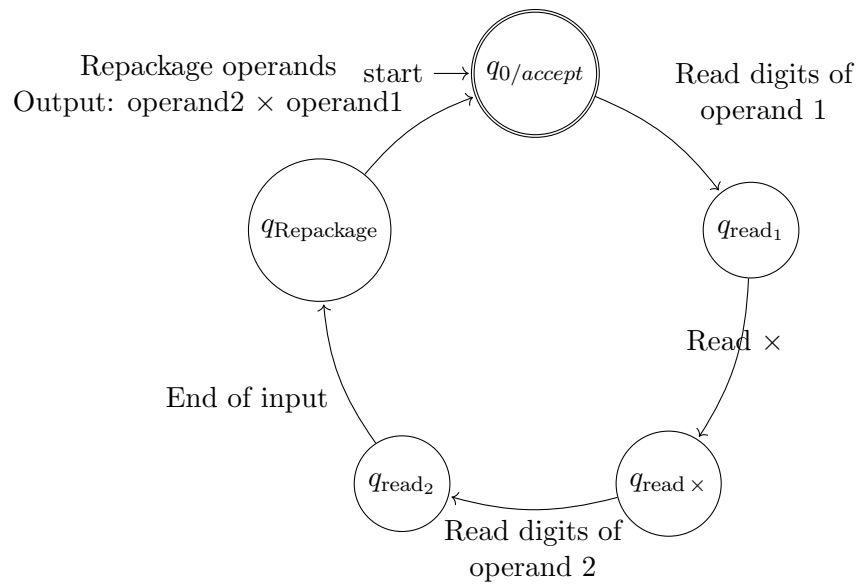 Repackage operands
Output: operand2 × operand1
start
q0/accept
Read digits of
operand 1
qRepackage
qread1
Read ×
End of input
qread2
qread ×
Read digits of
operand 2